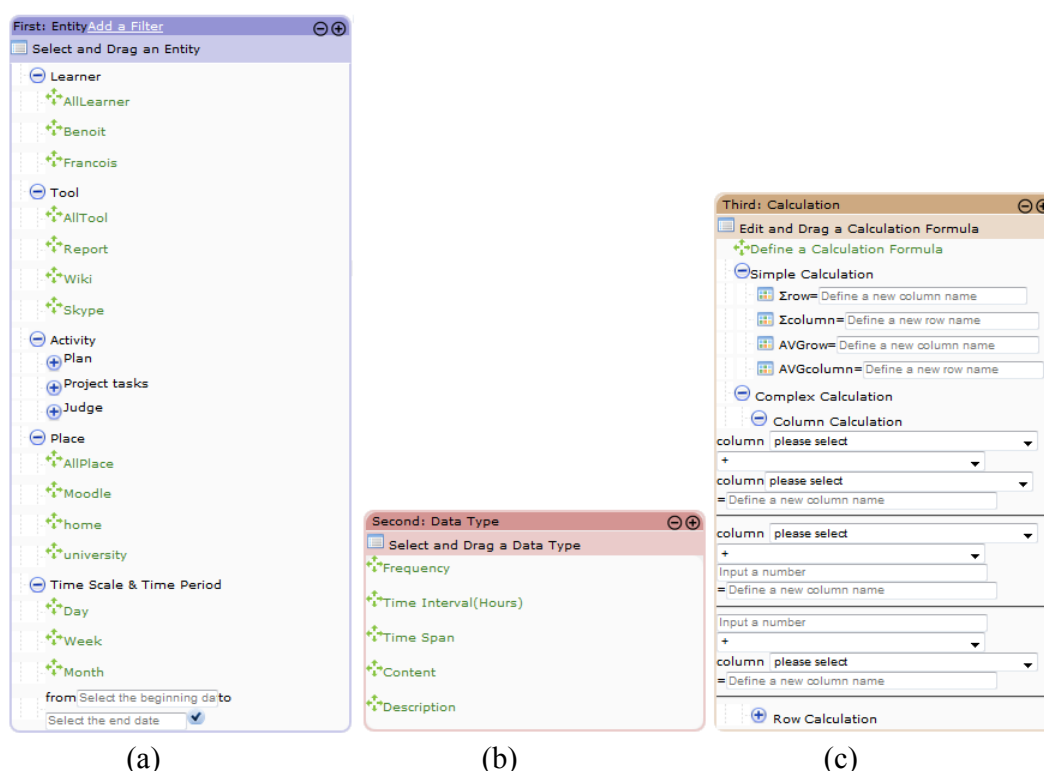 First: Entity Add a Filter
Select and Drag an Entity
Learner
AllLearner
Benoit
Francois
Tool
AllTool
Report
Wiki
Skype
Activity
Plan
Project tasks
Judge
Place
AllPlace
Moodle
home
university
Time Scale & Time Period
Day
Week
Month
from Select the beginning da to
Select the end date
(a)
Second: Data Type
Select and Drag a Data Type
Frequency
Time Interval(Hours)
Time Span
Content
Description
(b)
Third: Calculation
Edit and Drag a Calculation Formula
Define a Calculation Formula
Simple Calculation
Σrow= Define a new column name
Σcolumn= Define a new row name
AVGrow= Define a new column name
AVGcolumn= Define a new row name
Complex Calculation
Column Calculation
column please select
+
column please select
= Define a new column name
column please select
+
Input a number
= Define a new column name
Input a number
+
column please select
= Define a new column name
Row Calculation
(c)